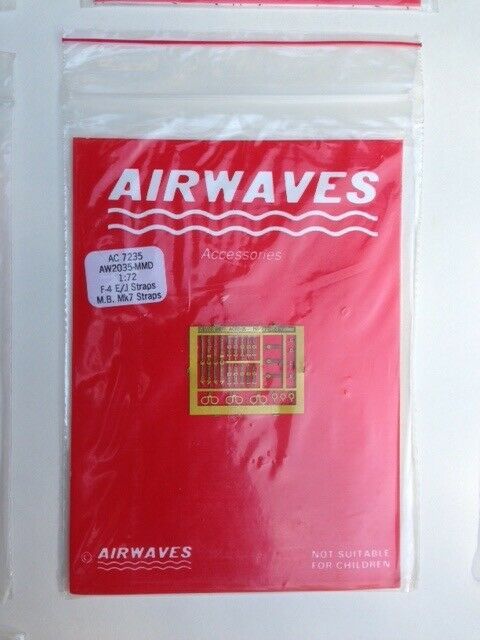 AIRWAVES
Accessories
AC 7235
AW2035-MMD
1:72
F-4 E/J Straps
M.B. Mk7 Straps
© AIRWAVES
NOT SUITABLE
FOR CHILDREN